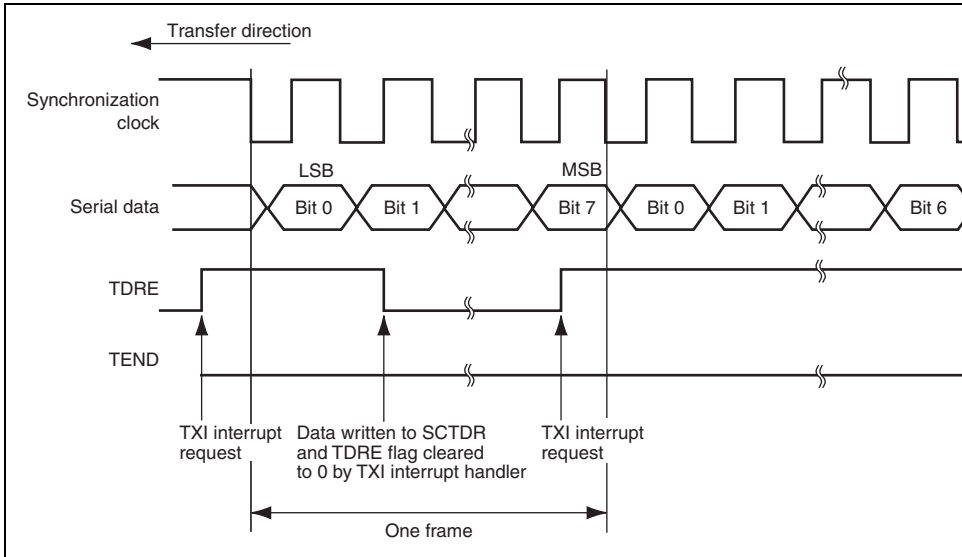 Transfer direction
Synchronization
clock
LSB
MSB
Serial data
Bit 0
Bit 1
Bit 7
Bit 0
Bit 1
Bit 6
TDRE
TEND
TXI interrupt
request
Data written to SCTDR
and TDRE flag cleared
to 0 by TXI interrupt handler
TXI interrupt
request
One frame